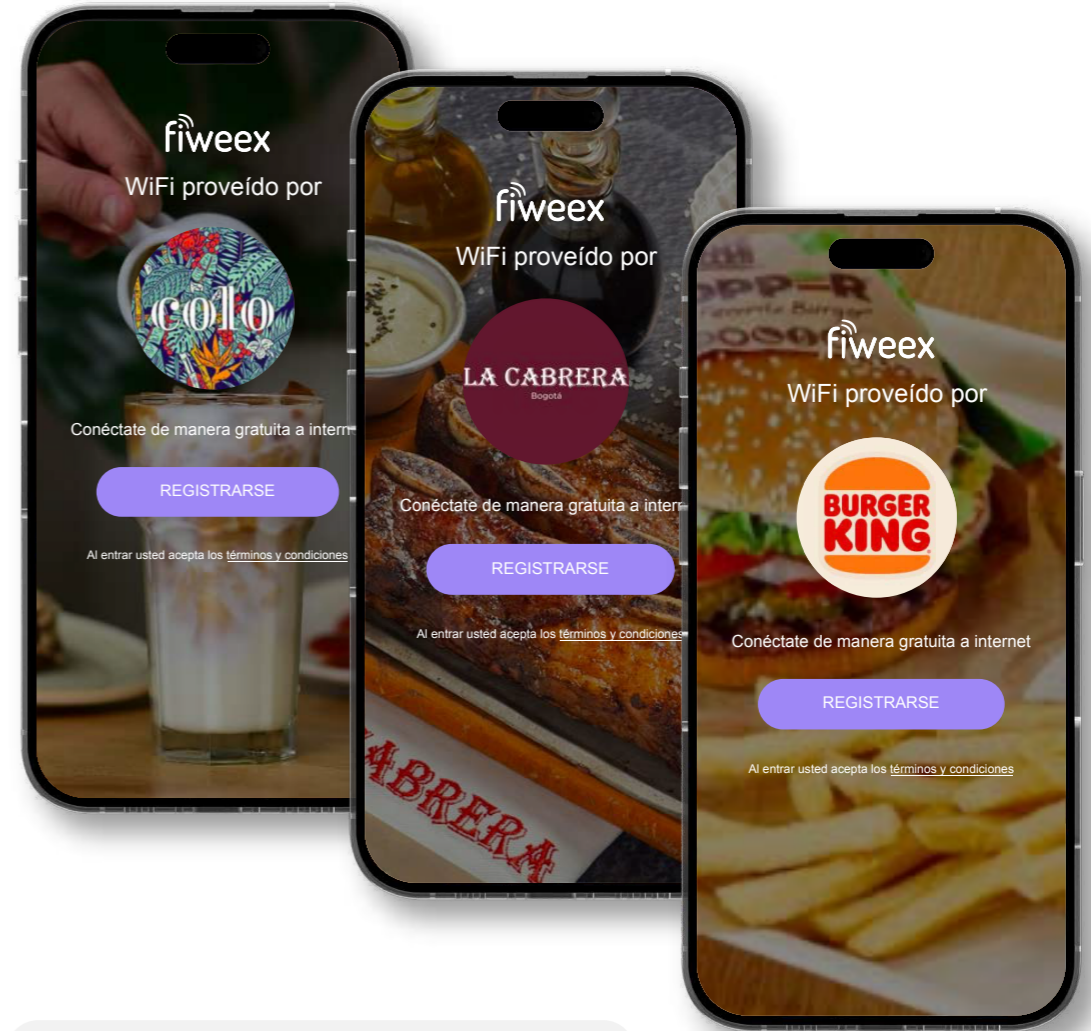 fiweex
WiFi proveído por
colo
Conéctate de manera gratuita a intern
REGISTRARSE
Al entrar usted acepta los términos y condiciones
fiweex
WiFi proveído por
LA CABRERA
Bogotá
Conéctate de manera gratuita a inter
REGISTRARSE
Al entrar usted acepta los términos y condiciones
ABRERA
fiweex
WiFi proveído por
BURGER
KING
Conéctate de manera gratuita a internet
REGISTRARSE
Al entrar usted acepta los términos y condiciones